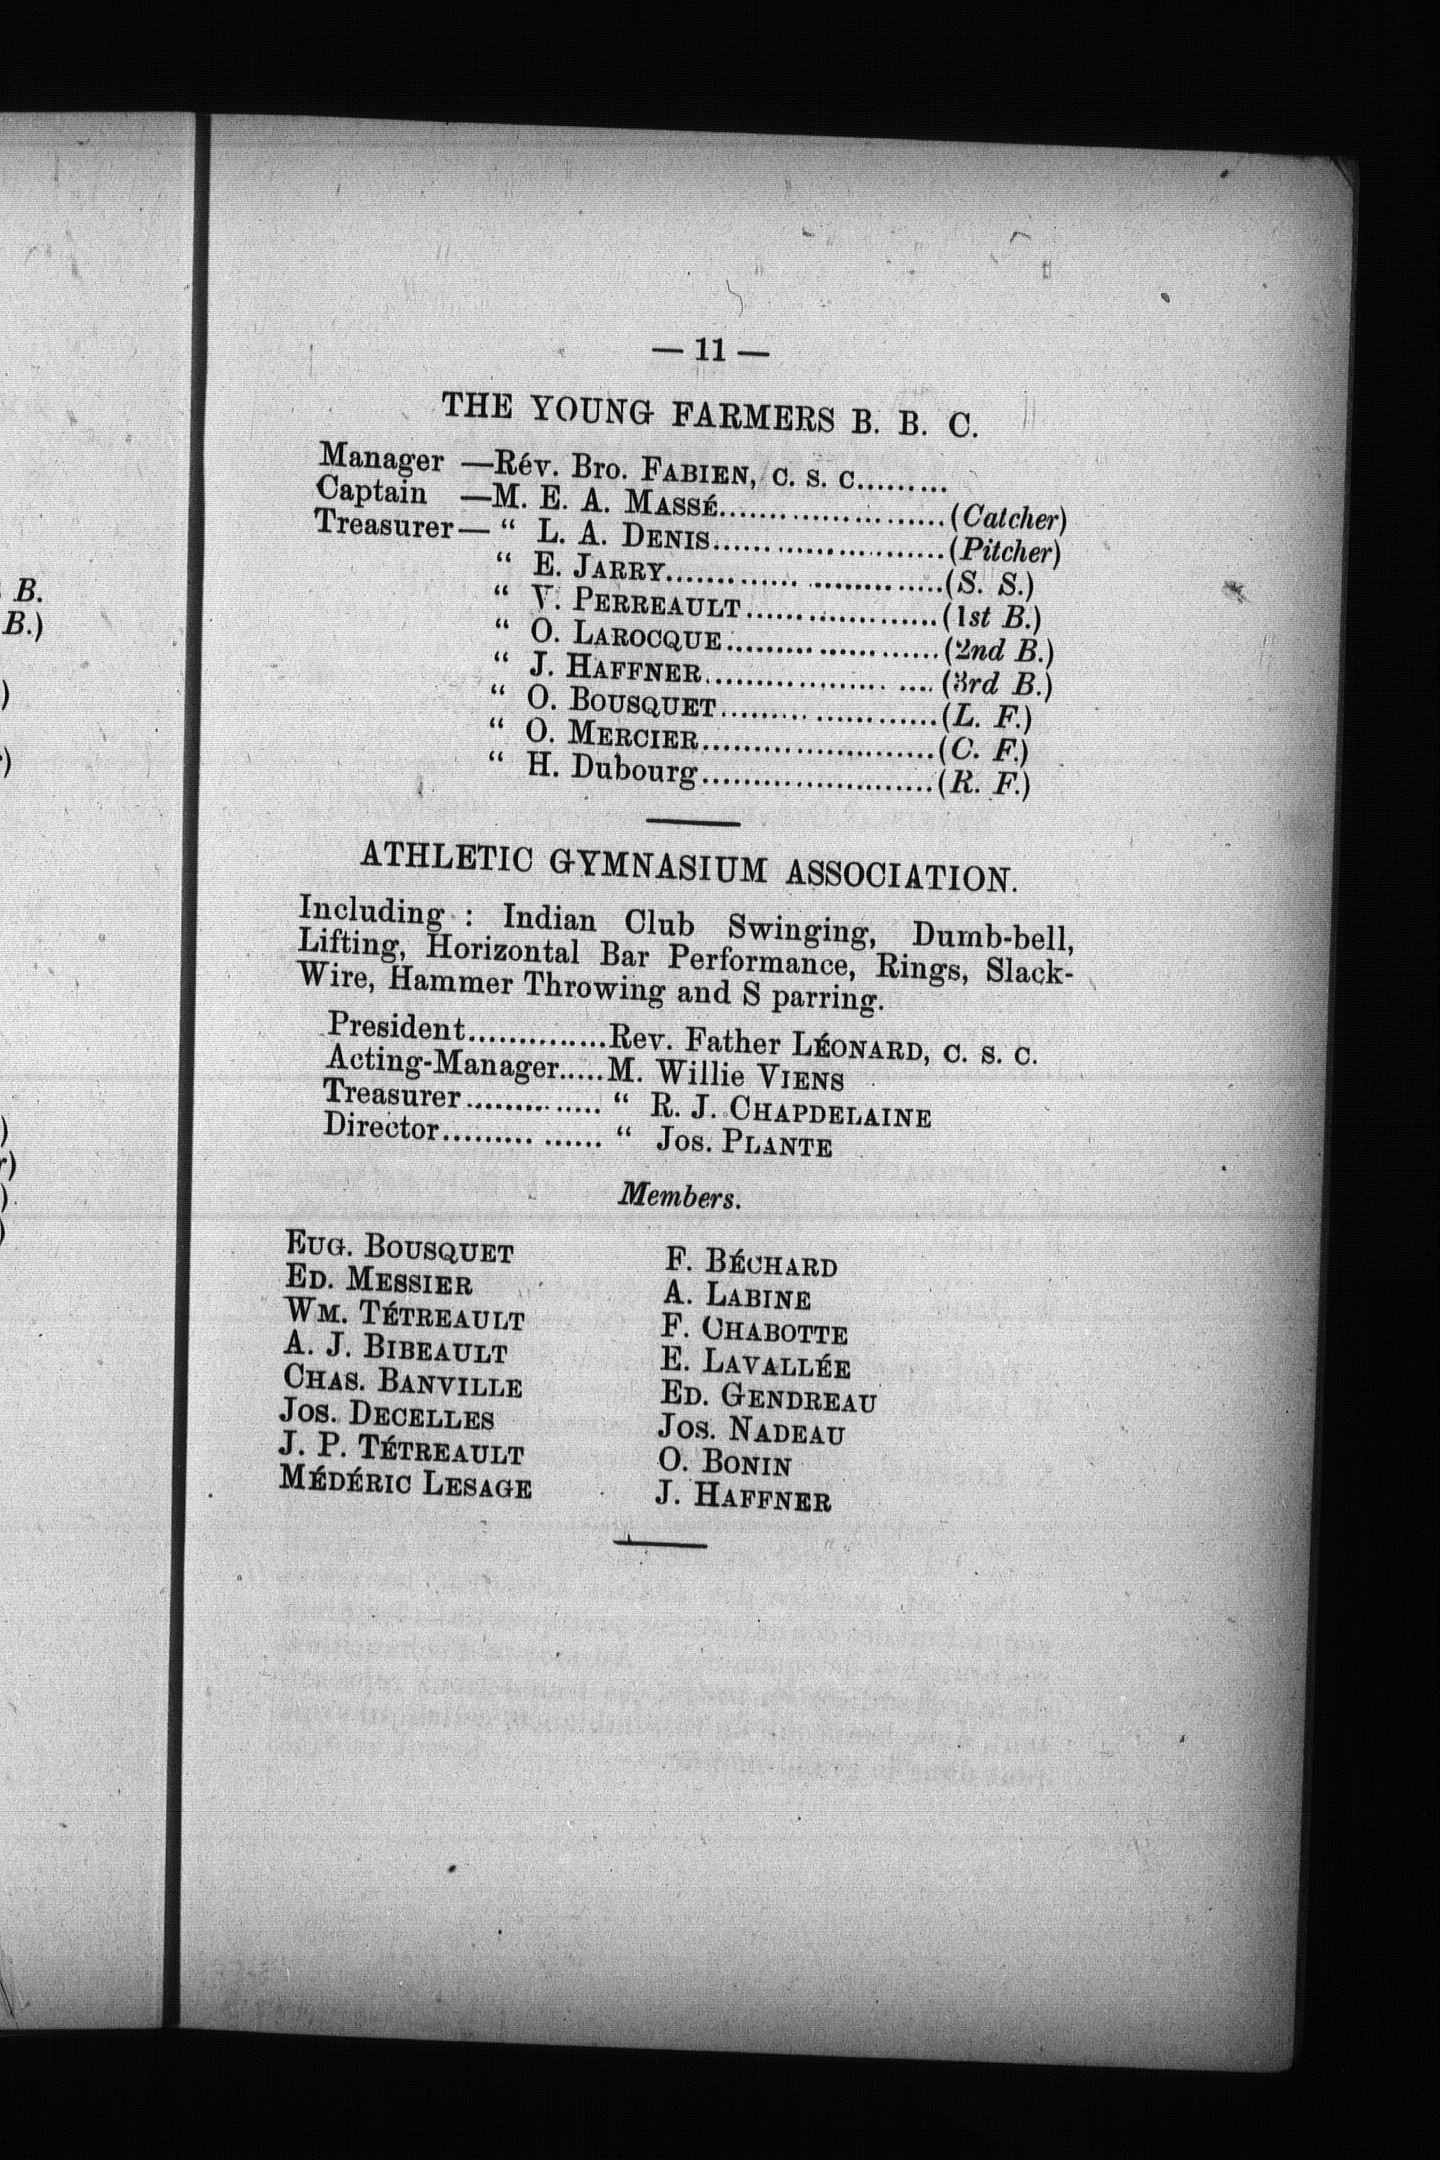 — 11 —
THE YOUNG FARMERS B. B. C.
Manager —Rév. Bro. FABIEN, C. S. C.........
Captain —M. E. A. MASSÉ........................(Catcher)
Treasurer— “ L. A. DENIS........................(Pitcher)
“ E. JARRY............. .............(S. S.)
“ V. PERREAULT....................(1st B.)
“ O. LAROCQUE......... .............(2nd B.)
“ J. HAFFNER................... .... (3rd B.)
“ O. BOUSQUET......... .............(L. F.)
“ O. MERCIER........................(C. F.)
“ H. Dubourg........................(R. F.)
ATHLETIC GYMNASIUM ASSOCIATION.
Including : Indian Club Swinging, Dumb-bell,
Lifting, Horizontal Bar Performance, Rings, Slack-
Wire, Hammer Throwing and S parring.
President..............Rev. Father LÉONARD, C. S. C.
Acting-Manager.....M. Willie VIENS
Treasurer......... ..... “ R. J. CHAPDELAINE
Director......... ...... “ Jos. PLANTE
Members.
EUG. BOUSQUET F. BÉCHARD
ED. MESSIER A. LABINE
WM. TÉTREAULT F. CHABOTTE
A. J. BIBEAULT E. LAVALLÉE
CHAS. BANVILLE ED. GENDREAU
JOS. DECELLES JOS. NADEAU
J. P. TÉTREAULT O. BONIN
MÉDÉRIC LESAGE J. HAFFNER
B.
B.)